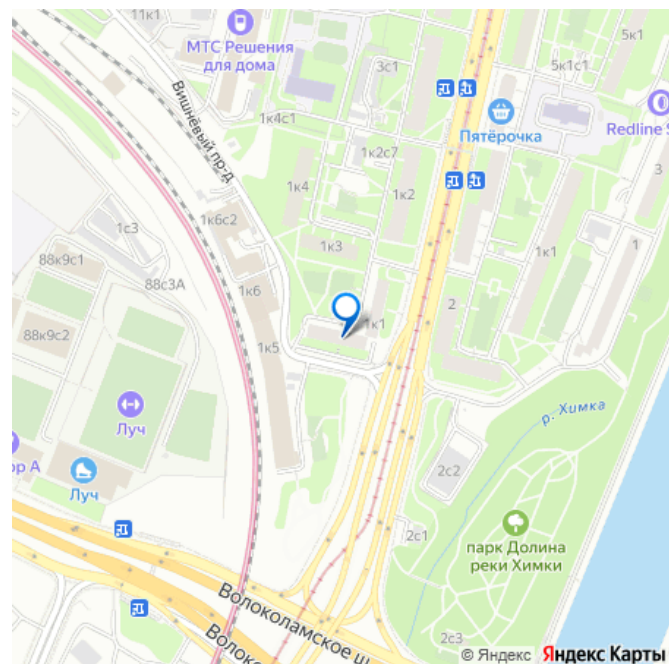 11к1
МТС Решения
для дома
3с1
5к1
5к1с1
Пятёрочка
Redline S
Вишнёвый пр-д
1к4с1
1к2с7
3
1к4
1к2
1к6с2
1с3
1к3
1к1
1
88к9с1
88с3А
1к6
2
88к9с2
1к1
1к5
Луч
р. Химка
ор А
Луч
2с2
2с1
парк Долина
реки Химки
Волоколамское ш
Волок
2с3
© Яндекс Яндекс Карты